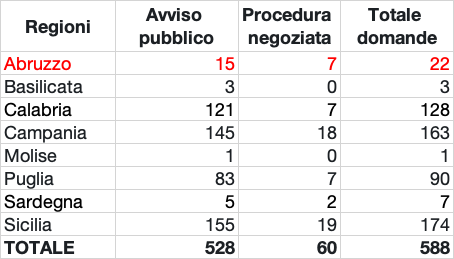 Regioni Avviso pubblico Procedura negoziata Totale domande
Abruzzo 15 7 22
Basilicata 3 0 3
Calabria 121 7 128
Campania 145 18 163
Molise 1 0 1
Puglia 83 7 90
Sardegna 5 2 7
Sicilia 155 19 174
TOTALE 528 60 588